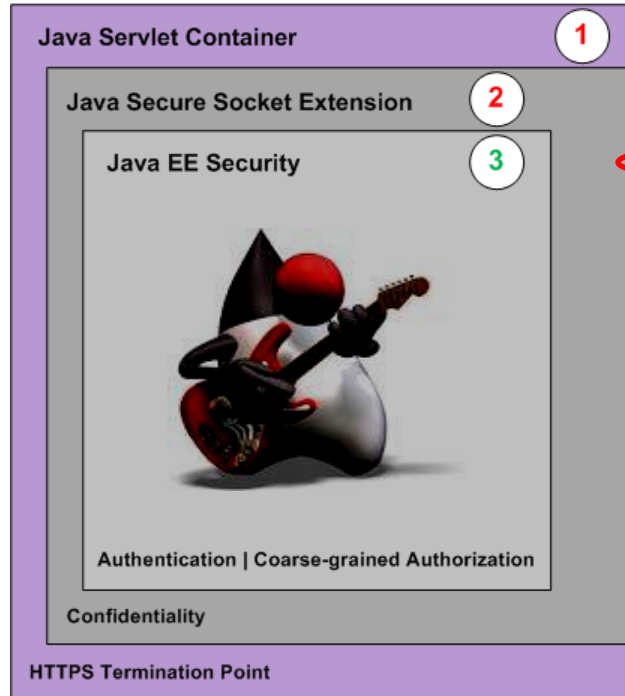 Java Servlet Container
1
Java Secure Socket Extension
2
Java EE Security
3
Authentication | Coarse-grained Authorization
Confidentiality
HTTPS Termination Point